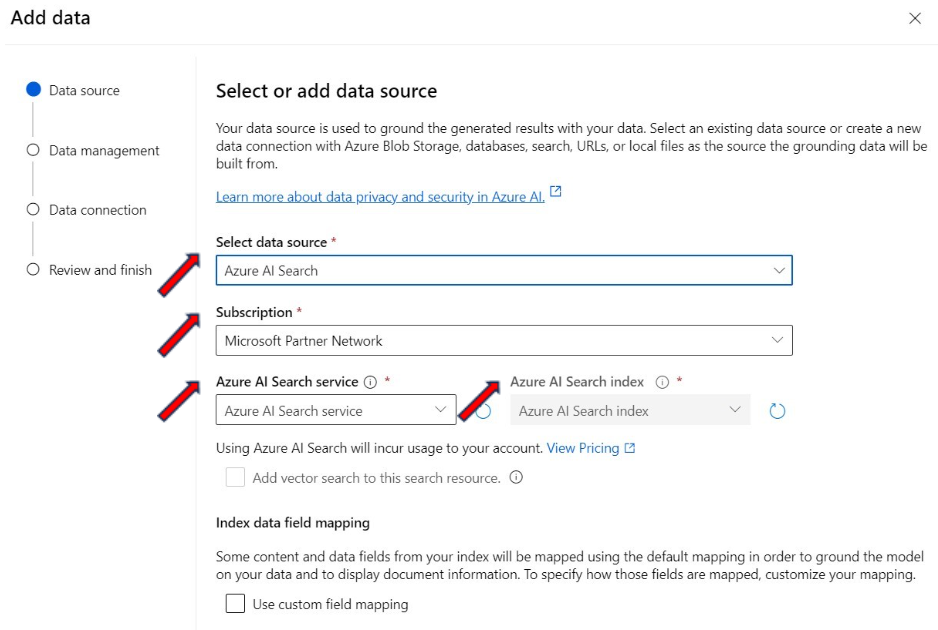 Add data
Data source
Data management
Data connection
Review and finish
Select or add data source
Your data source is used to ground the generated results with your data. Select an existing data source or create a new
data connection with Azure Blob Storage, databases, search, URLs, or local files as the source the grounding data will be
built from.
Learn more about data privacy and security in Azure AI.
Select data source *
Azure AI Search
Subscription *
Microsoft Partner Network
Azure AI Search service *
Azure AI Search index *
Azure AI Search service
Azure AI Search index
Using Azure AI Search will incur usage to your account. View Pricing
Add vector search to this search resource.
Index data field mapping
Some content and data fields from your index will be mapped using the default mapping in order to ground the model
on your data and to display document information. To specify how those fields are mapped, customize your mapping.
Use custom field mapping